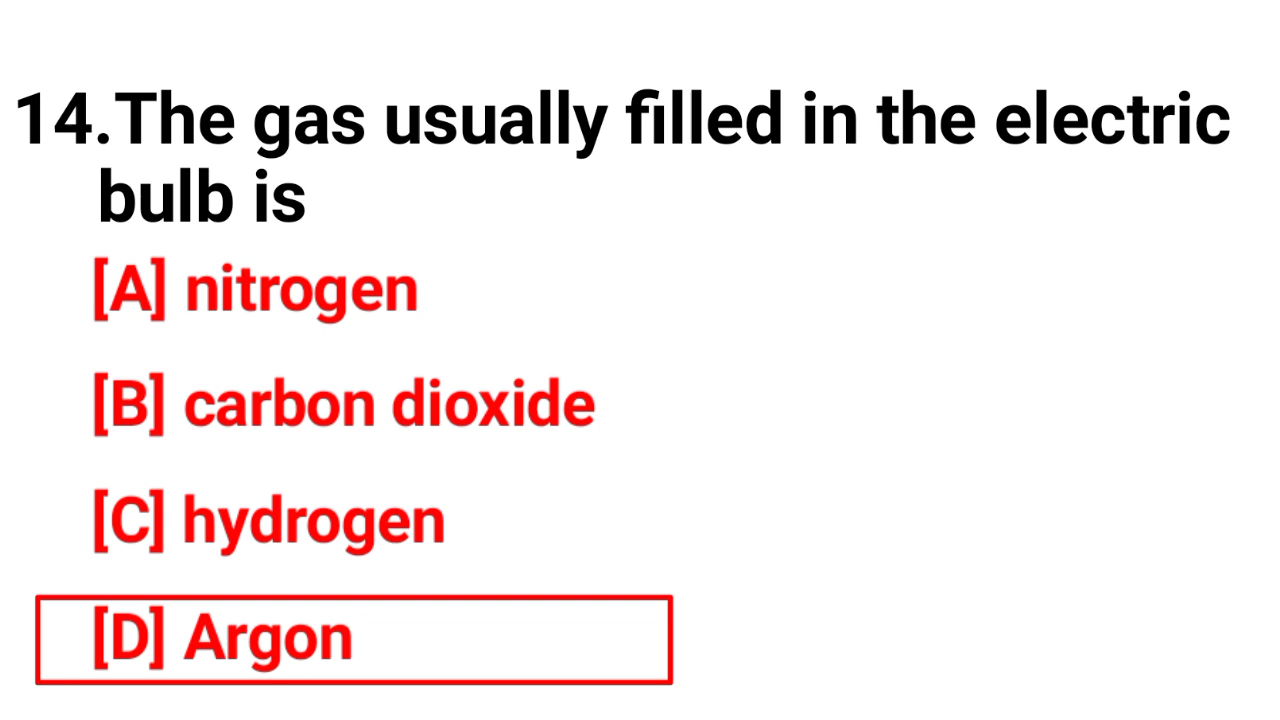 14.The gas usually filled in the electric
bulb is
[A] nitrogen
[B] carbon dioxide
[C] hydrogen
[D] Argon